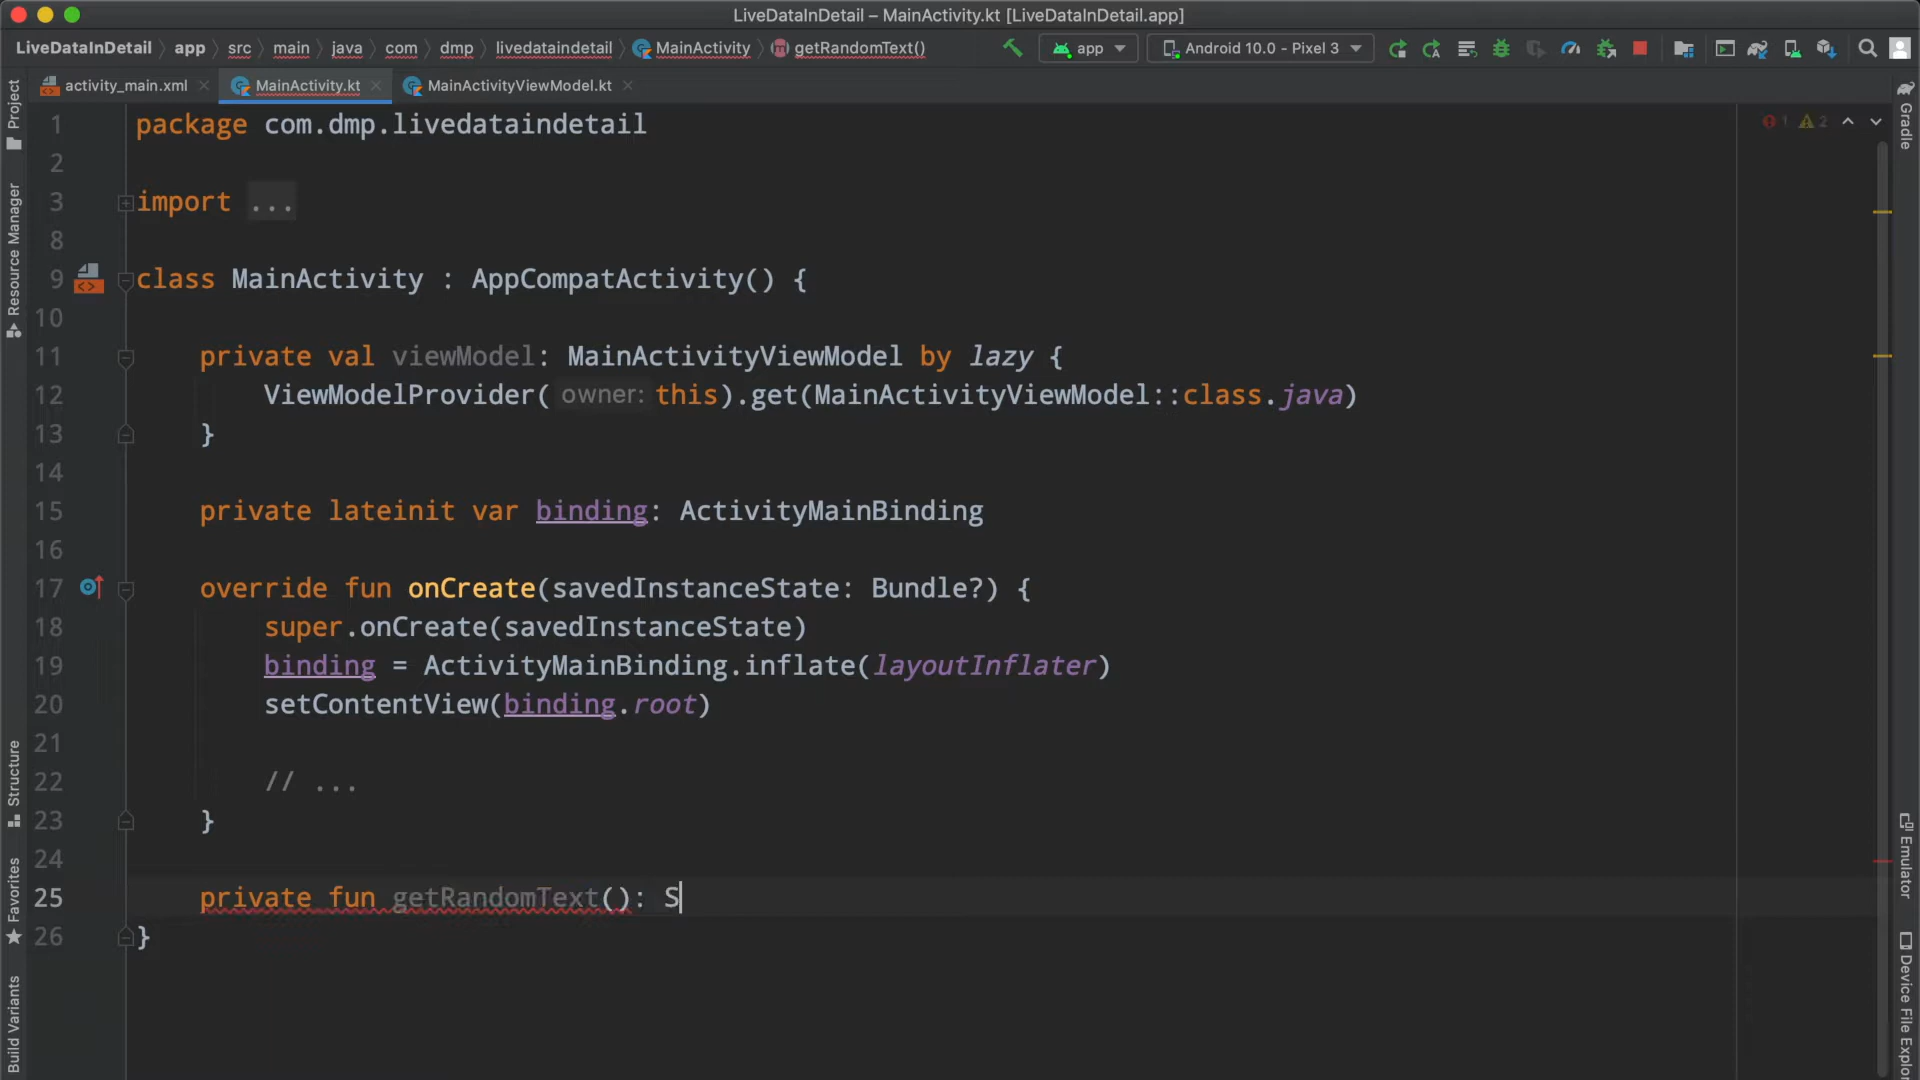 LiveDataInDetail – MainActivity.kt [LiveDataInDetail.app]
LiveDataInDetail app src main java com dmp livedataindetail MainActivity getRandomText() app Android 10.0 - Pixel 3
activity_main.xml MainActivity.kt MainActivityViewModel.kt
1 package com.dmp.livedataindetail
2
3 import ...
8
9 class MainActivity : AppCompatActivity() {
10
11 private val viewModel: MainActivityViewModel by lazy {
12 ViewModelProvider( owner: this).get(MainActivityViewModel::class.java)
13 }
14
15 private lateinit var binding: ActivityMainBinding
16
17 override fun onCreate(savedInstanceState: Bundle?) {
18 super.onCreate(savedInstanceState)
19 binding = ActivityMainBinding.inflate(layoutInflater)
20 setContentView(binding.root)
21
22 // ...
23 }
24
25 private fun getRandomText(): S
26 }
1 2
Project
Resource Manager
Structure
Favorites
Build Variants
Gradle
Emulator
Device File Explor